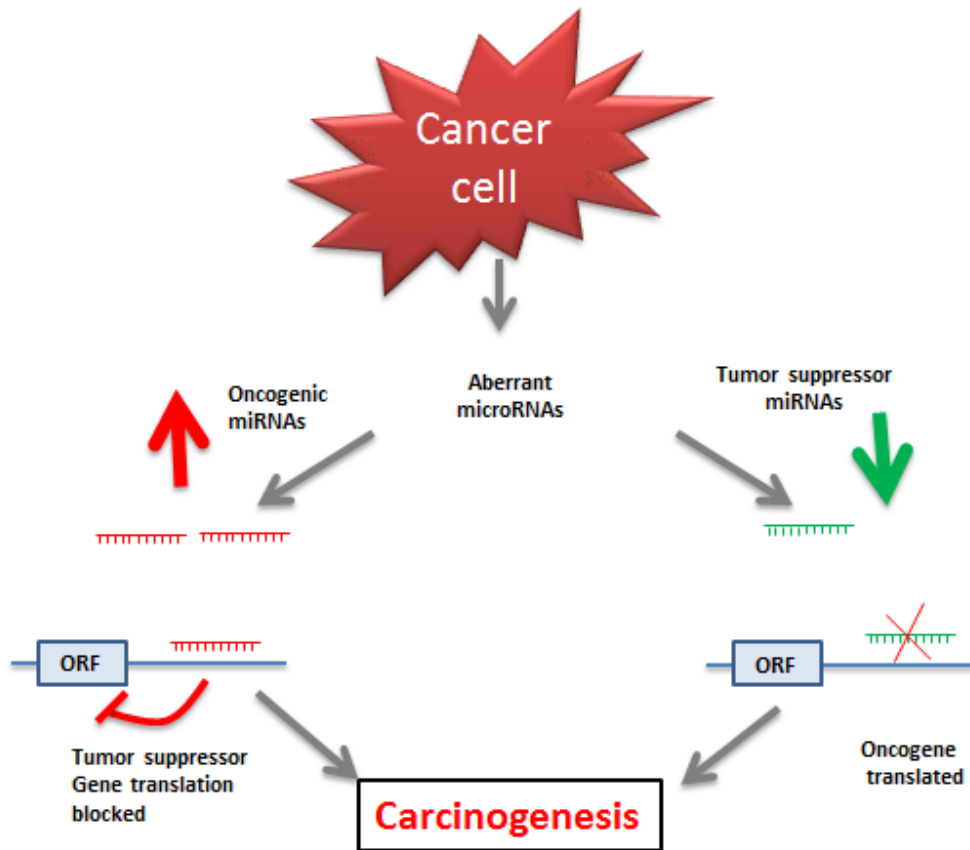 Cancer
cell
Oncogenic
miRNAs
Aberrant
microRNAs
Tumor suppressor
miRNAs
ORF
ORF
Tumor suppressor
Gene translation
blocked
Oncogene
translated
Carcinogenesis